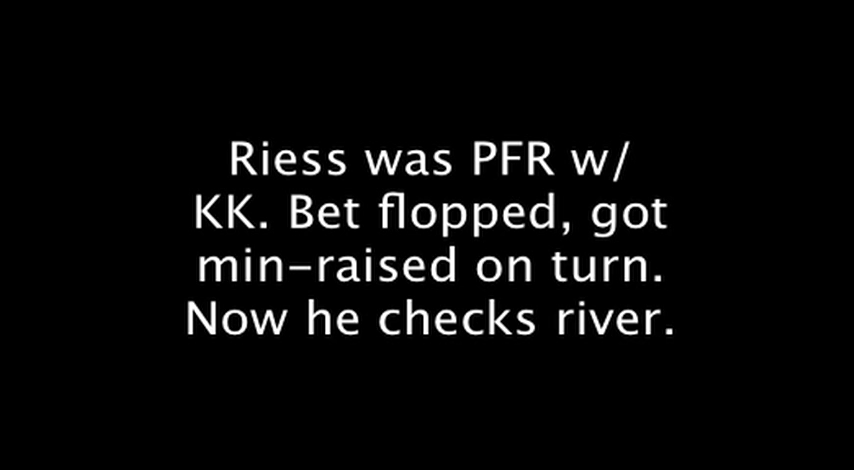 Riess was PFR w/
KK. Bet flopped, got
min-raised on turn.
Now he checks river.